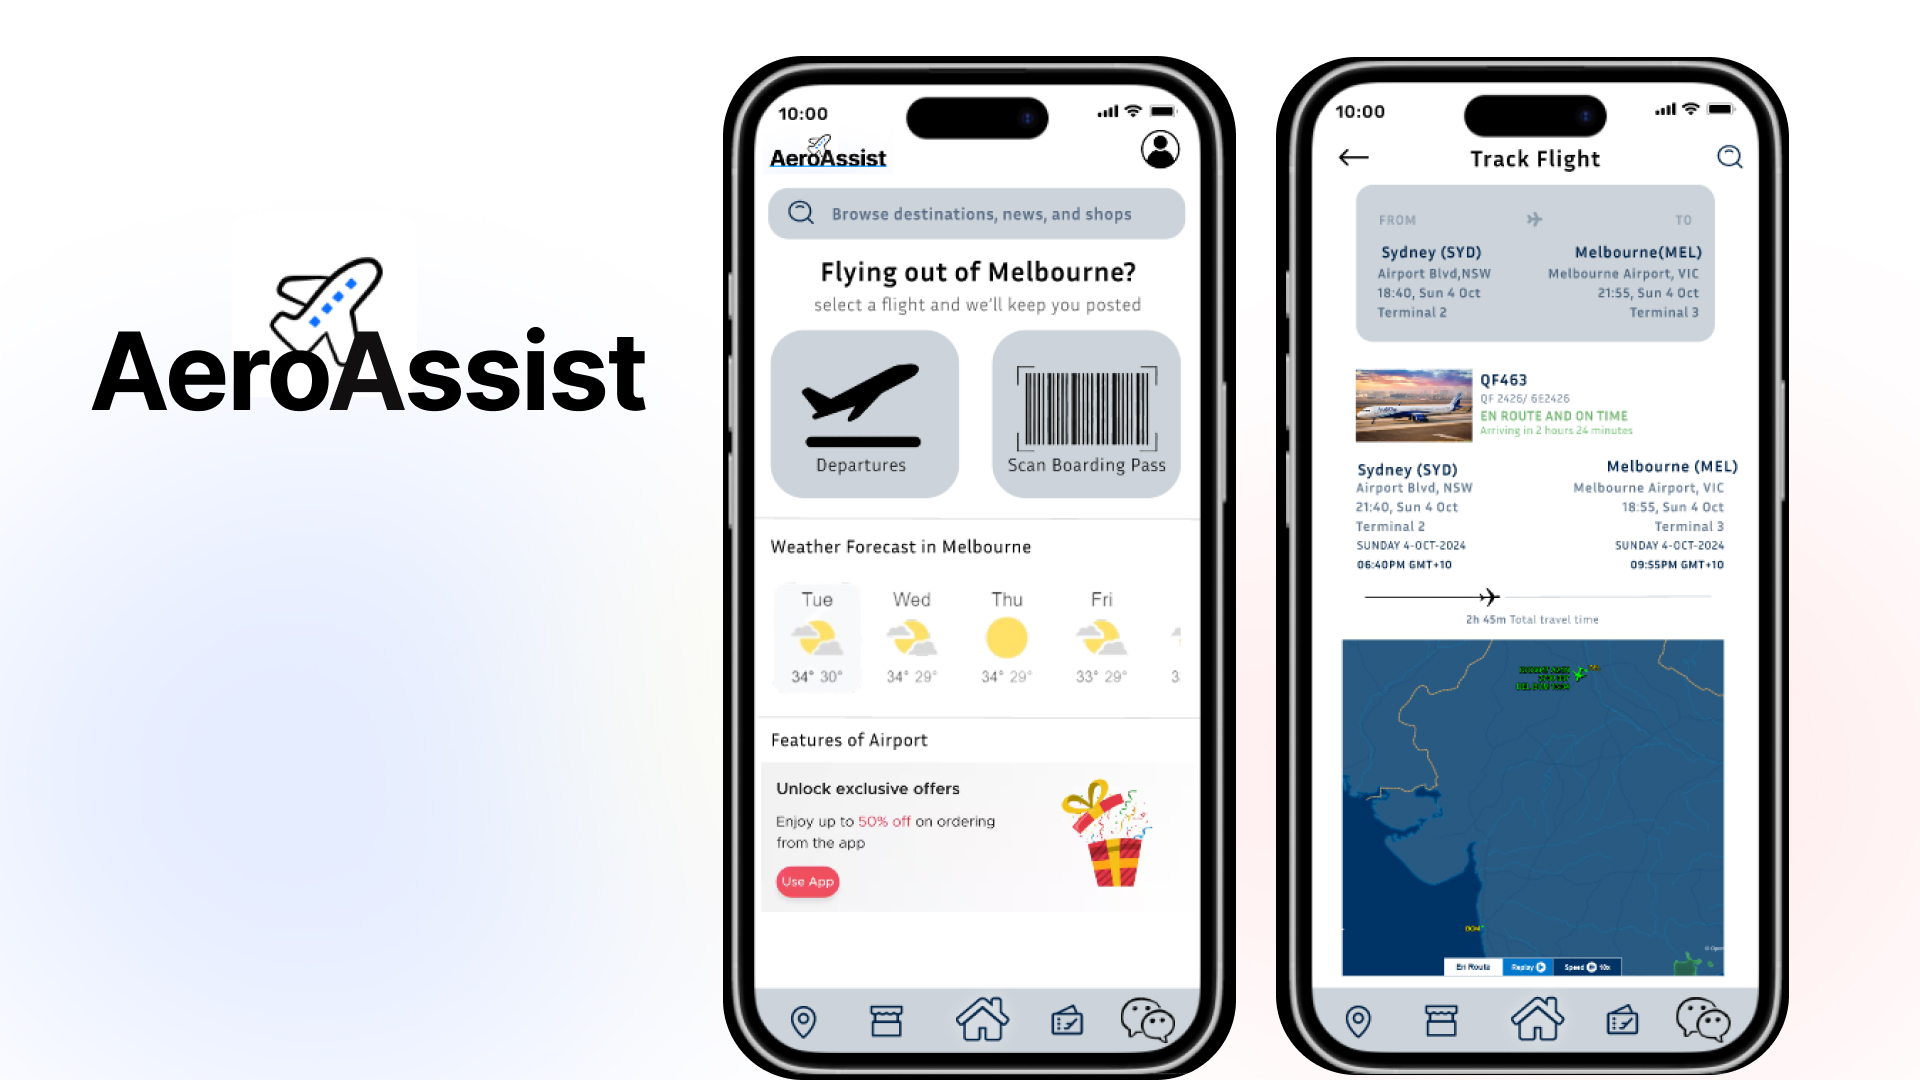 AeroAssist
10:00
AeroAssist
Browse destinations, news, and shops
Flying out of Melbourne?
select a flight and we'll keep you posted
Departures
Scan Boarding Pass
Weather Forecast in Melbourne
Tue Wed Thu Fri
34° 30° 34° 29° 34° 29° 33° 29° 3
Features of Airport
Unlock exclusive offers
Enjoy up to 50% off on ordering
from the app
Use App
10:00
Track Flight
FROM TO
Sydney (SYD) Melbourne(MEL)
Airport Blvd,NSW Melbourne Airport, VIC
18:40, Sun 4 Oct 21:55, Sun 4 Oct
Terminal 2 Terminal 3
QF463
QF 2426/ 6E2426
EN ROUTE AND ON TIME
Arriving in 2 hours 24 minutes
Sydney (SYD) Melbourne (MEL)
Airport Blvd, NSW Melbourne Airport, VIC
21:40, Sun 4 Oct 18:55, Sun 4 Oct
Terminal 2 Terminal 3
SUNDAY 4-OCT-2024 SUNDAY 4-OCT-2024
06:40PM GMT+10 09:55PM GMT+10
2h 45m Total travel time
En Route Replay Speed 10x